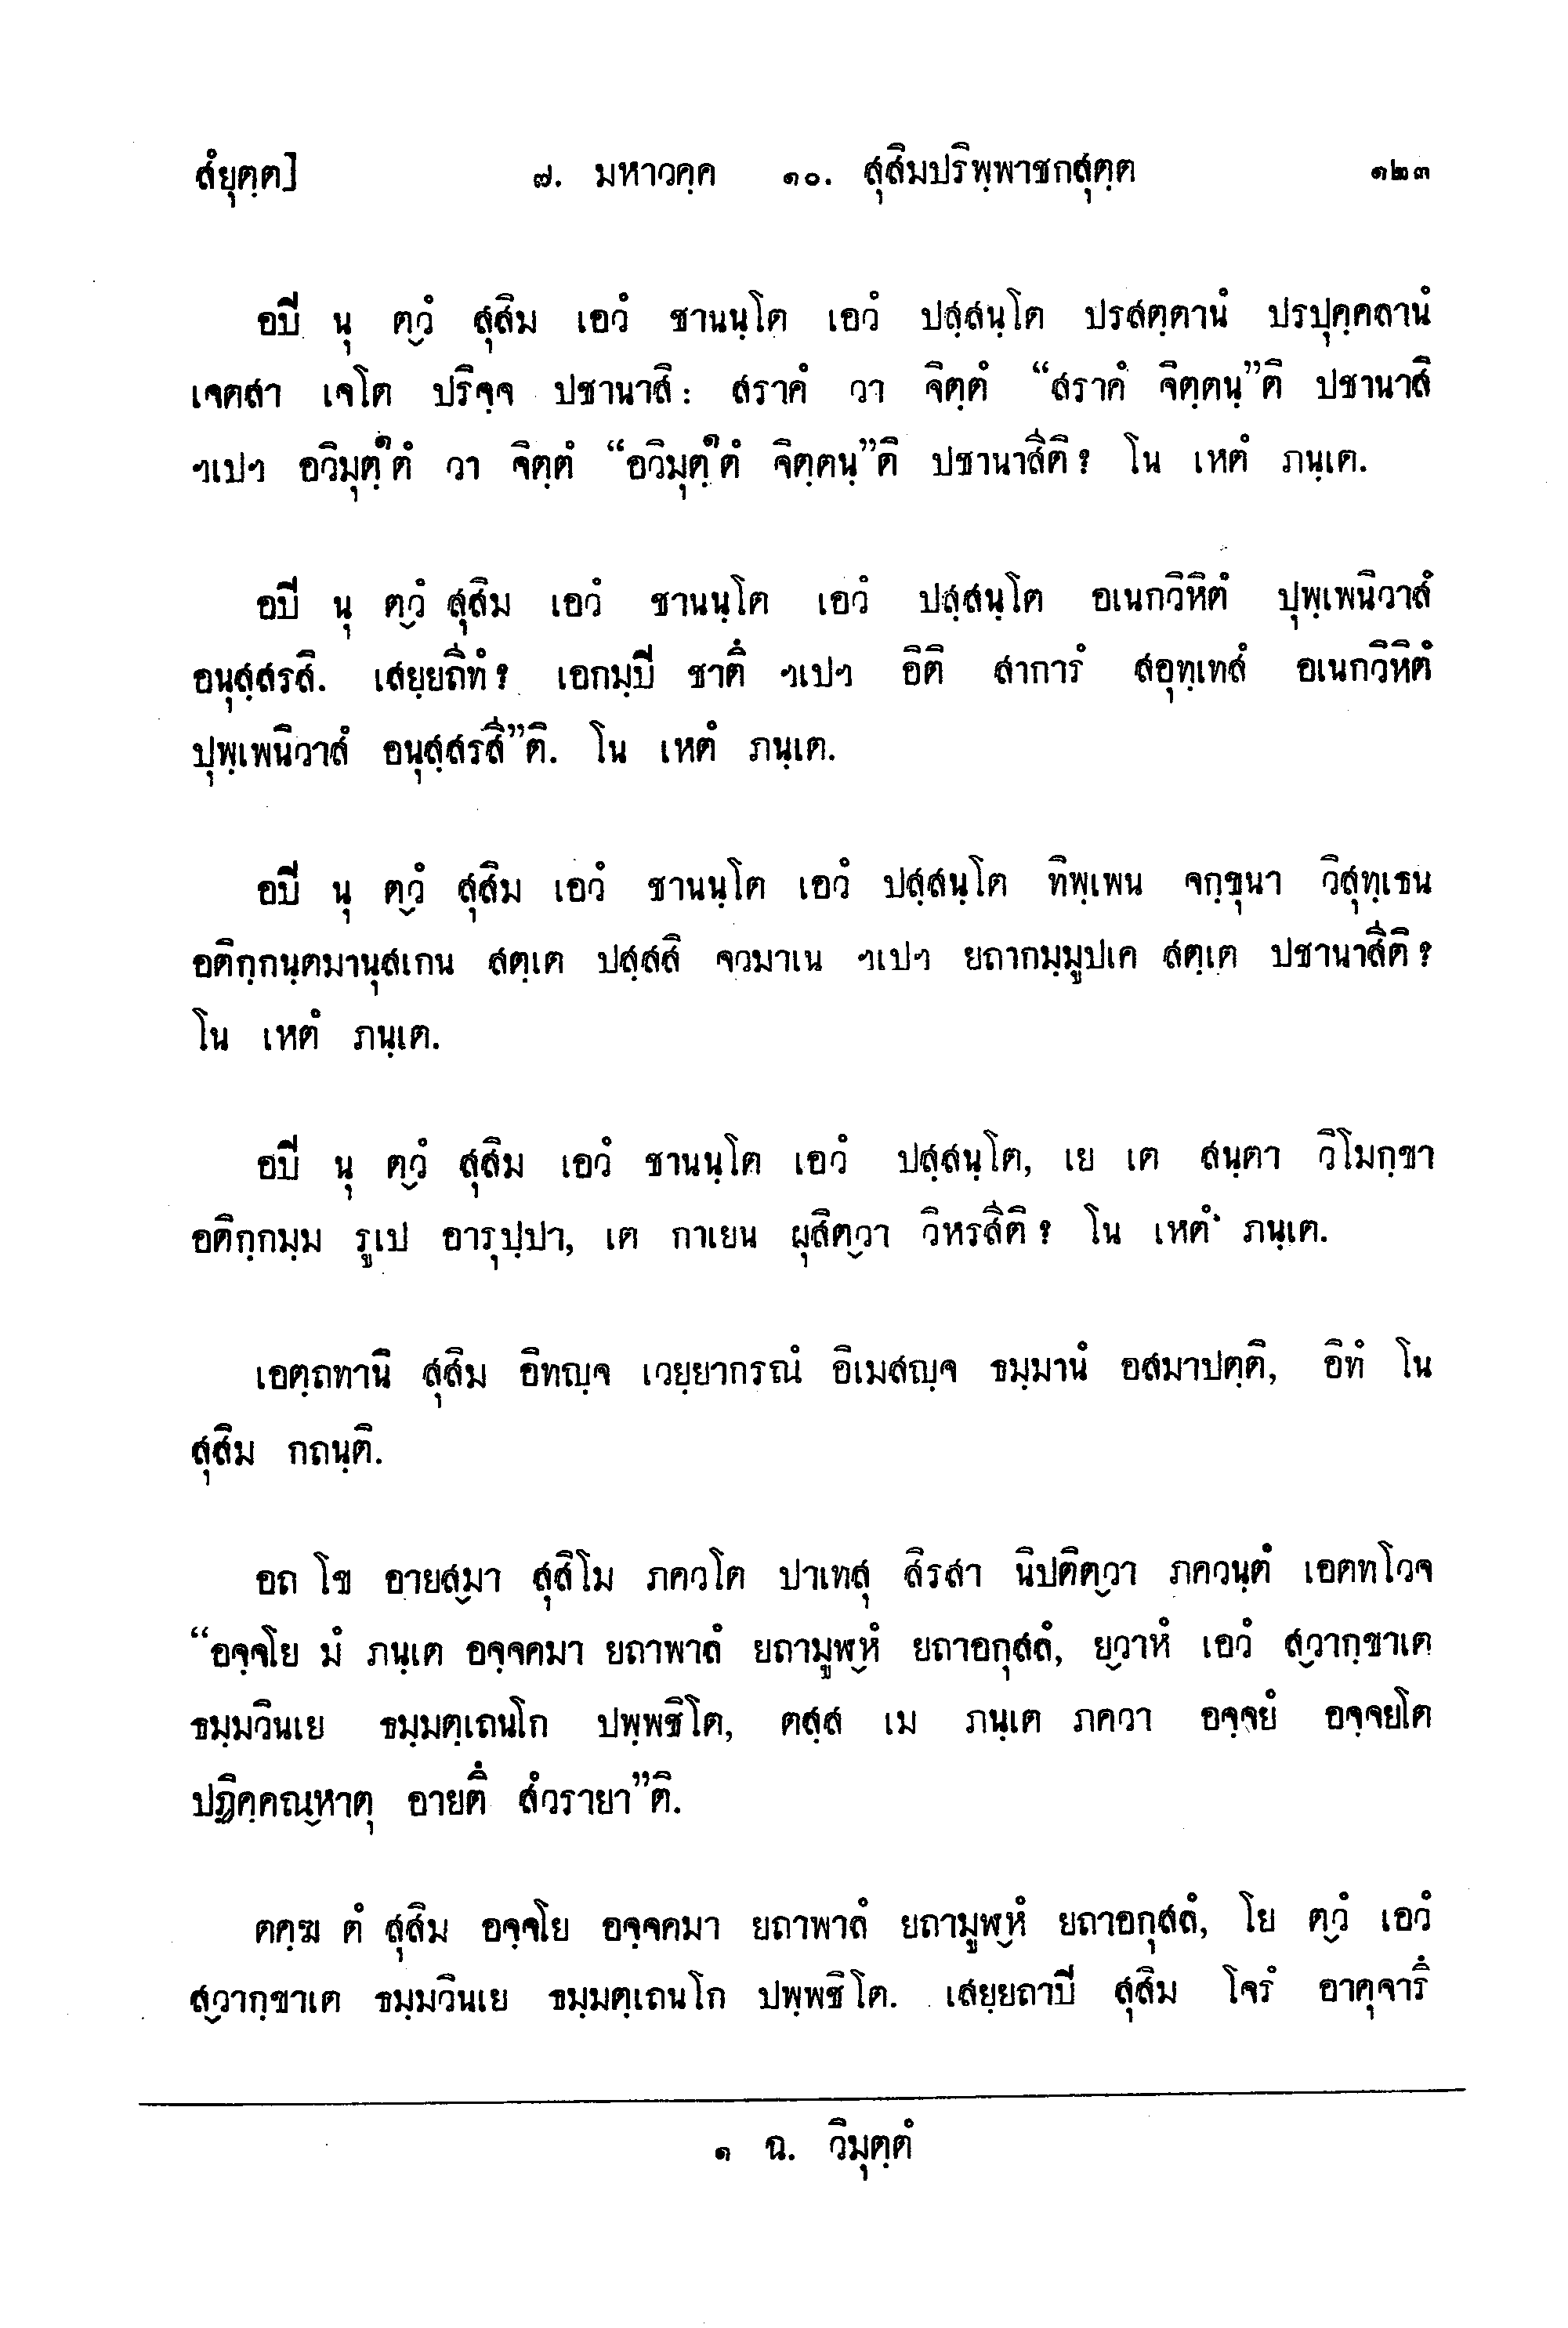 สํยุตฺต]	๗. มหาวคฺค ๑๐. สุสิมปริพฺพาชกสุตฺต	๑๒๓
อปิ นุ ตฺวํ สุสิม เอวํ ชานนฺโต เอวํ ปสฺสนฺโต ปรสตฺตานํ ปรปุคฺคลานํ
เจตสา เจโต ปริจฺจ ปชานาสิ: สราคํ วา จิตฺตํ “สราคํ จิตฺตนฺ”ติ ปชานาสิ
ฯเปฯ อวิมุตฺ๑ตํ วา จิตฺตํ “อวิมุตฺ๑ตํ จิตฺตนฺ”ติ ปชานาสีติ? โน เหตํ ภนฺเต.
อปิ นุ ตฺวํ สุสิม เอวํ ชานนฺโต เอวํ ปสฺสนฺโต อเนกวิหิตํ ปุพฺเพนิวาสํ
อนุสฺสรสิ. เสยฺยถิทํ? เอกมฺปิ ชาตึ ฯเปฯ อิติ สาการํ สอุทฺเทสํ อเนกวิหิตํ
ปุพฺเพนิวาสํ อนุสฺสรสี”ติ. โน เหตํ ภนฺเต.
อปิ นุ ตฺวํ สุสิม เอวํ ชานนฺโต เอวํ ปสฺสนฺโต ทิพฺเพน จกฺขุนา วิสุทฺเธน
อติกฺกนฺตมานุสเกน สตฺเต ปสฺสสิ จวมาเน ฯเปฯ ยถากมฺมูปเค สตฺเต ปชานาสีติ?
โน เหตํ ภนฺเต.
อปิ นุ ตฺวํ สุสิม เอวํ ชานนฺโต เอวํ ปสฺสนฺโต, เย เต สนฺตา วิโมกฺขา
อติกฺกมฺม รูเป อารุปฺปา, เต กาเยน ผุสิตฺวา วิหรสีติ? โน เหตํ ภนฺเต.
เอตฺถทานิ สุสิม อิทญฺจ เวยฺยากรณํ อิเมสญฺจ ธมฺมานํ อสมาปตฺติ, อิทํ โน
สุสิม กถนฺติ.
อถ โข อายสฺมา สุสิโม ภควโต ปาเทสุ สิรสา นิปติตฺวา ภควนฺตํ เอตทโวจ
“อจฺจโย มํ ภนฺเต อจฺจคมา ยถาพาลํ ยถามูฬฺหํ ยถาอกุสลํ, ยฺวาหํ เอวํ สฺวากฺขาเต
ธมฺมวินเย ธมฺมตฺเถนโก ปพฺพชิโต, ตสฺส เม ภนฺเต ภควา อจฺจยํ อจฺจยโต
ปฏิคฺคณฺหาตุ อายตึ สํวรายา”ติ.
ตคฺฆ ตํ สุสิม อจฺจโย อจฺจคมา ยถาพาลํ ยถามูฬฺหํ ยถาอกุสลํ, โย ตฺวํ เอวํ
สฺวากฺขาเต ธมฺมวินเย ธมฺมตฺเถนโก ปพฺพชิโต. เสยฺยถาปิ สุสิม โจรํ อาคุจารึ
๑ ฉ. วิมุตฺตํ